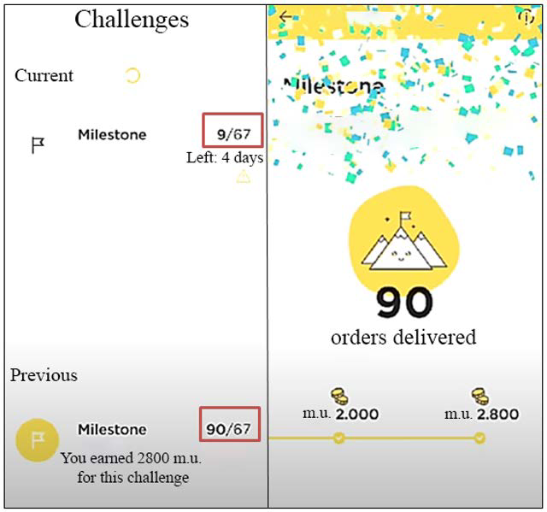 Challenges
Current
Milestone
9/67
Left: 4 days
Previous
Milestone
90/67
You earned 2800 m.u.
for this challenge
Milestone
90
orders delivered
m.u. 2.000
m.u. 2.800